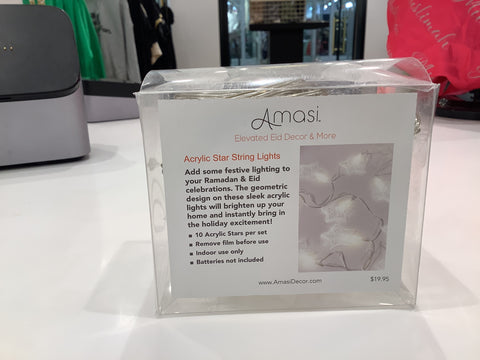 Amasi.
Elevated Eid Decor & More
Acrylic Star String Lights
Add some festive lighting to
your Ramadan & Eid
celebrations. The geometric
design on these sleek acrylic
lights will brighten up your
home and instantly bring in
the holiday excitement!
▪ 10 Acrylic Stars per set
▪ Remove film before use
▪ Indoor use only
▪ Batteries not included
www.AmasiDecor.com
$19.95